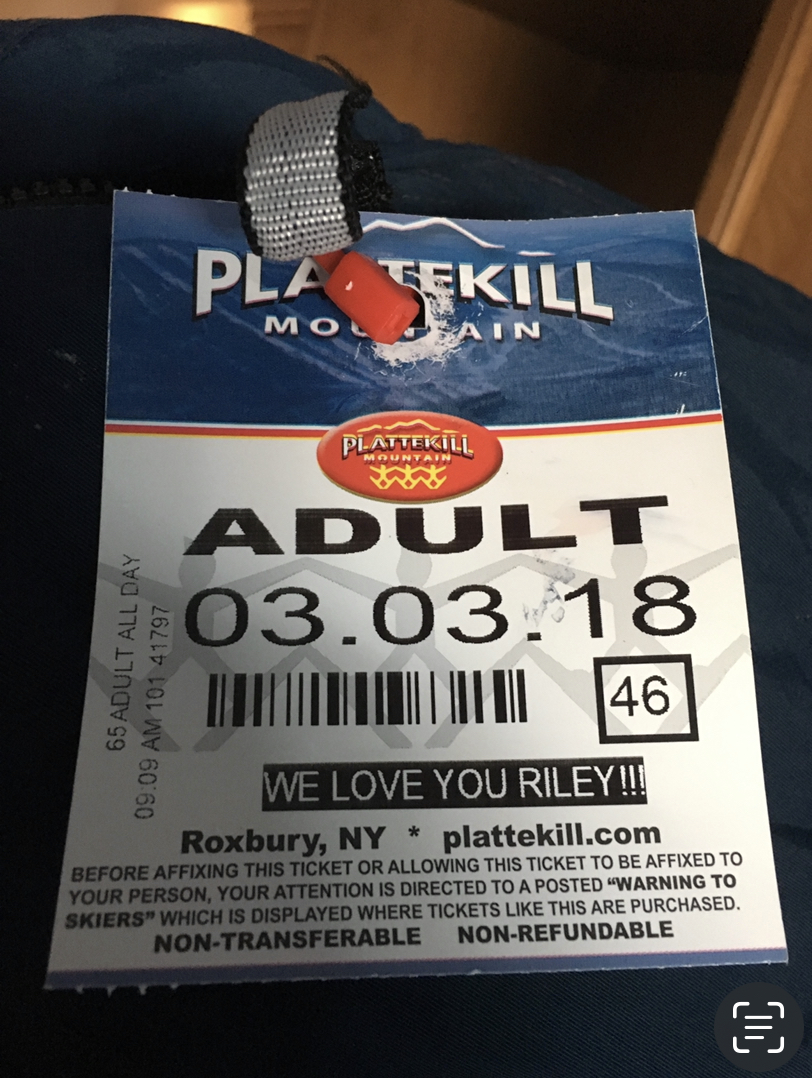 PLATTEKILL
MOUNTAIN
PLATTEKILL
MOUNTAIN
ADULT
03.03.18
65 ADULT ALL DAY
09:09 AM 101 41797
46
WE LOVE YOU RILEY!!!
Roxbury, NY * plattekill.com
BEFORE AFFIXING THIS TICKET OR ALLOWING THIS TICKET TO BE AFFIXED TO
YOUR PERSON, YOUR ATTENTION IS DIRECTED TO A POSTED “WARNING TO
SKIERS” WHICH IS DISPLAYED WHERE TICKETS LIKE THIS ARE PURCHASED.
NON-TRANSFERABLE NON-REFUNDABLE